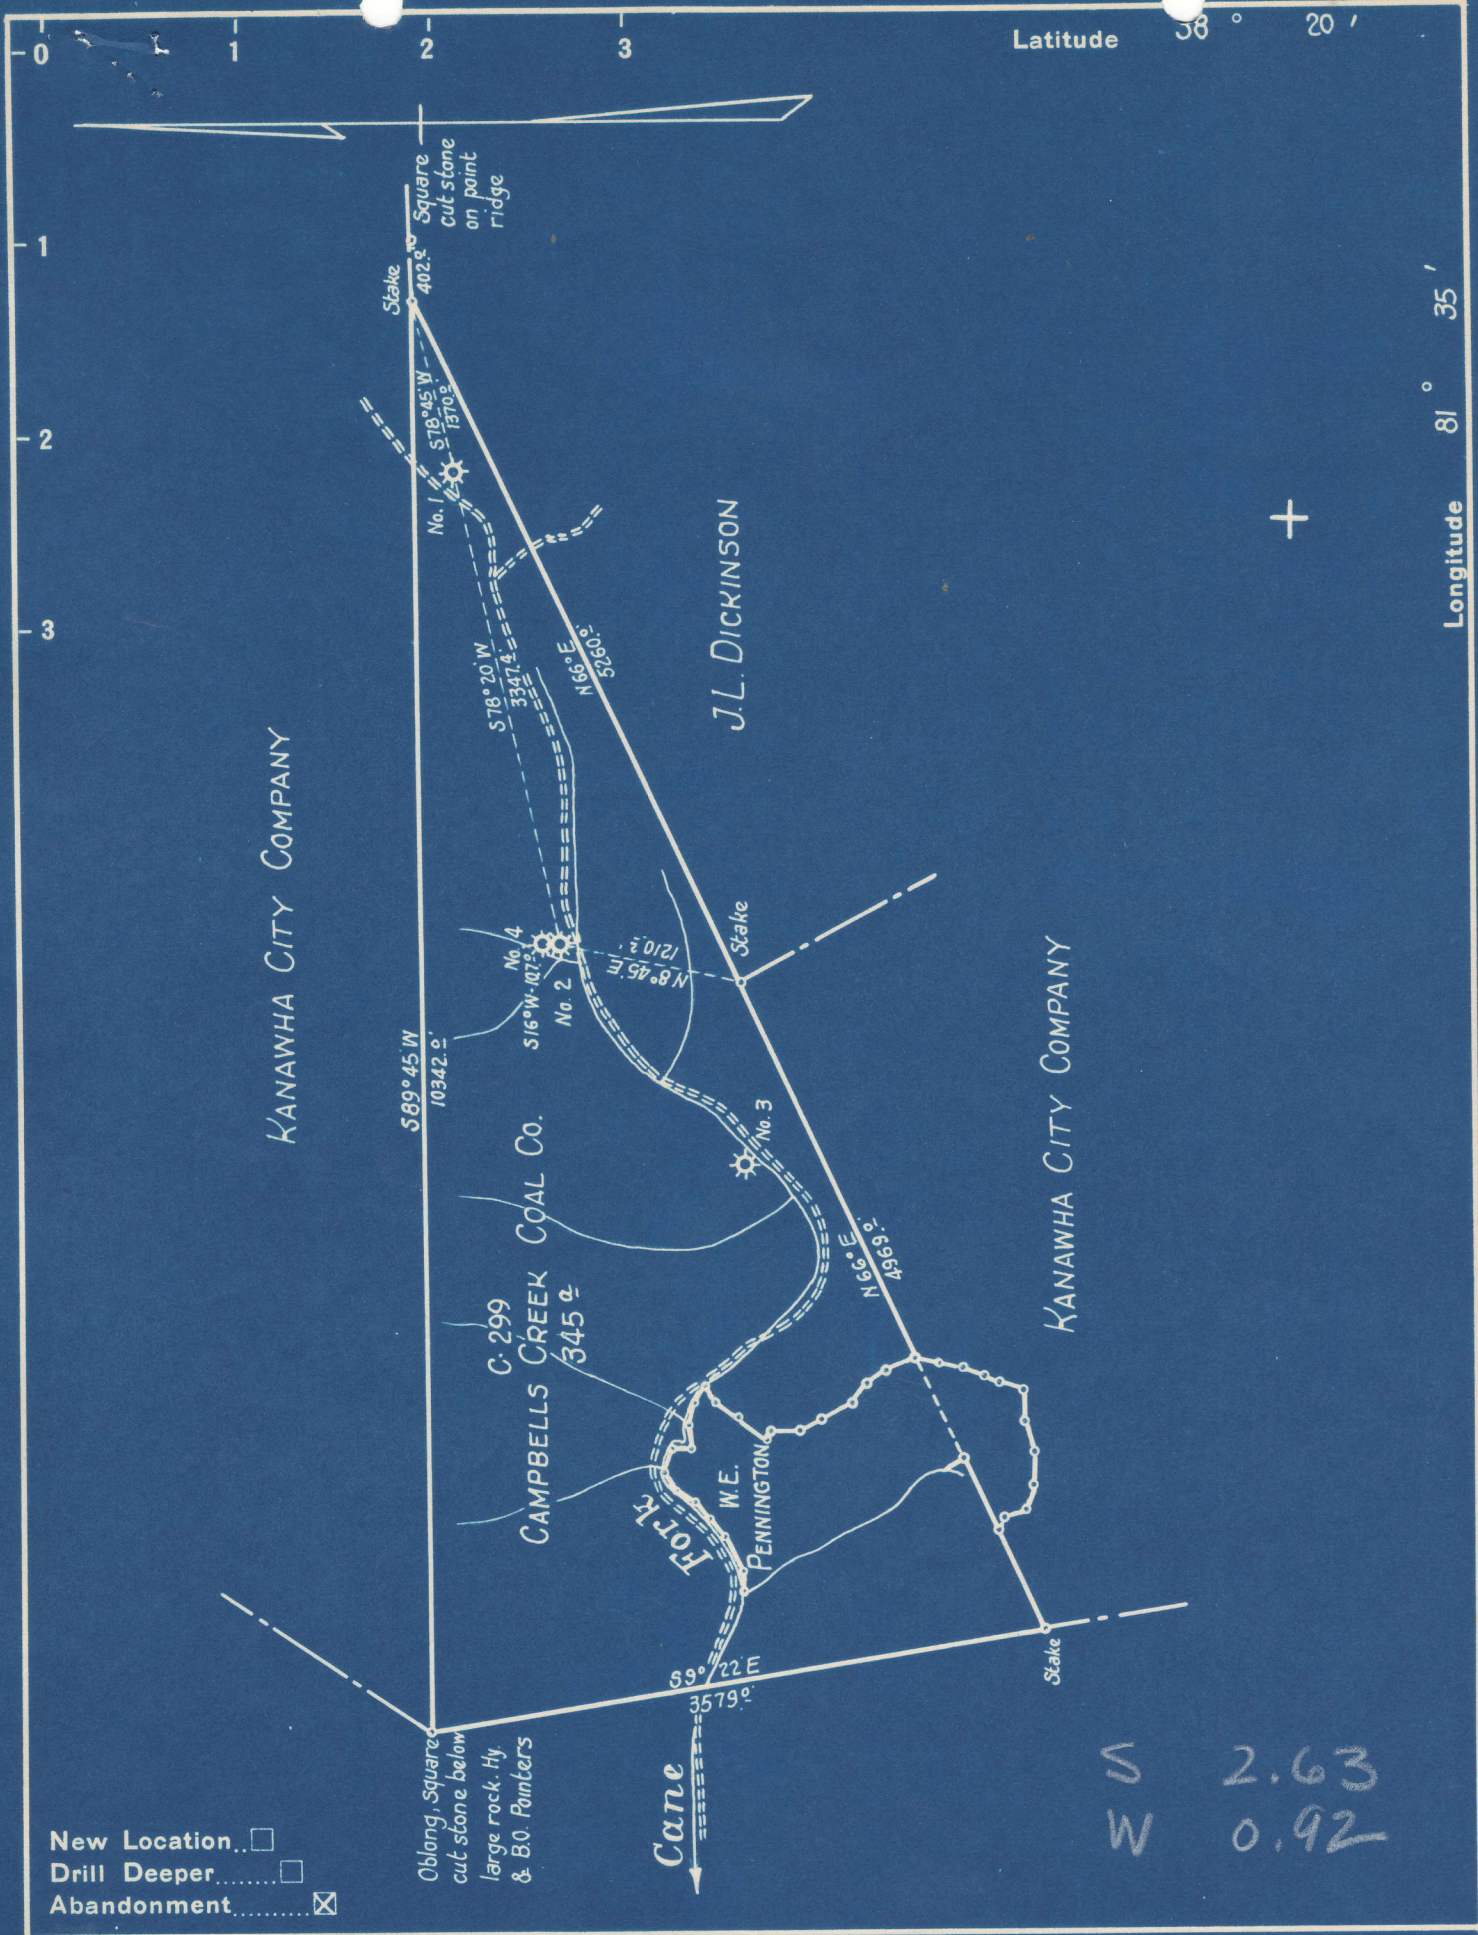 0
1
2
3
Latitude 38° 20'
1
2
3
Longitude 81° 35'
Square
cut stone
on point
ridge
Stake
402.0
S78°45'W
1370.0
No. 1
S78°20'W
3347.4
N66°E
5260.0
J.L. DICKINSON
KANAWHA CITY COMPANY
S89°45'W
10342.0
No. 4
S16°W-107.0
No. 2
N8°45'E
1210.2'
Stake
No. 3
KANAWHA CITY COMPANY
N66°E
4969.0
C-299
CAMPBELLS CREEK COAL CO.
345 a
W.E.
PENNINGTON
Fork
S9° 22'E
3579.0
Stake
Oblong, Square
cut stone below
large rock. Hy.
& B.O. Pointers
Cane
S 2.63
W 0.92
New Location..
Drill Deeper........
Abandonment..........☒